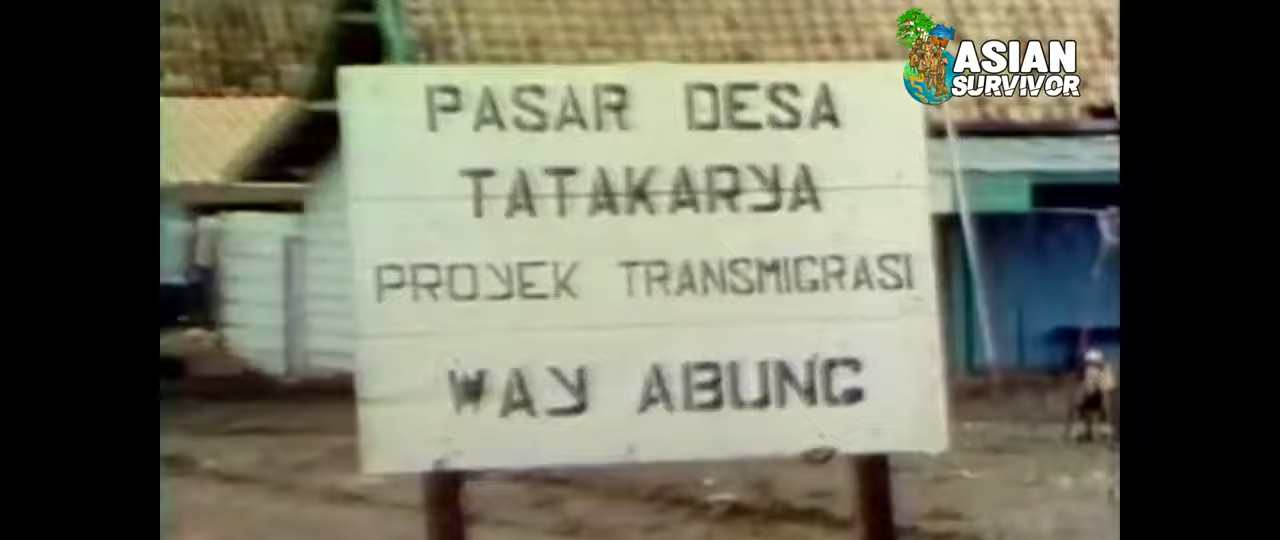 ASIAN
SURVIVOR
PASAR DESA
TATAKARYA
PROYEK TRANSMIGRASI
WAY ABUNG